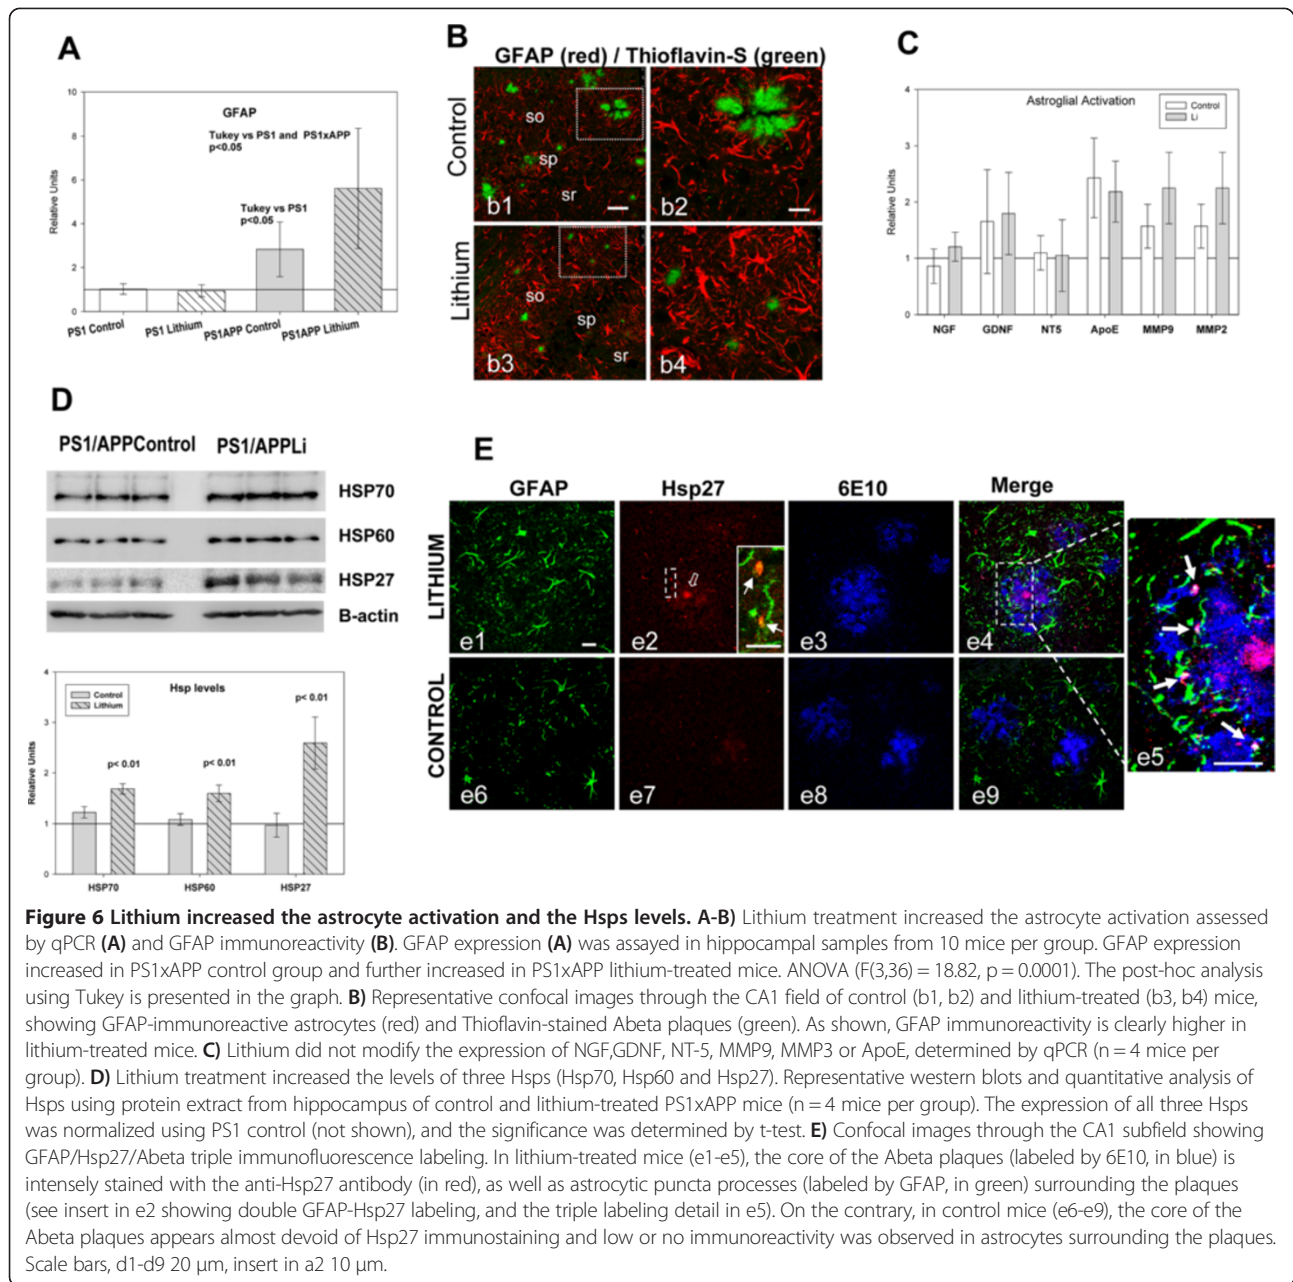 A
GFAP
Tukey vs PS1 and PS1xAPP
p<0.05
Tukey vs PS1
p<0.05
Relative Units
10
8
6
4
2
0
PS1 Control
PS1 Lithium
PS1APP Control
PS1APP Lithium
B
GFAP (red) / Thioflavin-S (green)
Control
Lithium
so
sp
sr
b1
b2
so
sp
sr
b3
b4
C
Astroglial Activation
Control
Li
Relative Units
4
3
2
1
0
NGF
GDNF
NT5
ApoE
MMP9
MMP2
D
PS1/APPControl
PS1/APPLi
HSP70
HSP60
HSP27
B-actin
Hsp levels
Control
Lithium
p< 0.01
p< 0.01
p< 0.01
Relative Units
4
3
2
1
0
HSP70
HSP60
HSP27
E
GFAP
Hsp27
6E10
Merge
LITHIUM
CONTROL
e1
e2
e3
e4
e5
e6
e7
e8
e9
Figure 6 Lithium increased the astrocyte activation and the Hsps levels. A-B) Lithium treatment increased the astrocyte activation assessed
by qPCR (A) and GFAP immunoreactivity (B). GFAP expression (A) was assayed in hippocampal samples from 10 mice per group. GFAP expression
increased in PS1xAPP control group and further increased in PS1xAPP lithium-treated mice. ANOVA (F(3,36) = 18.82, p = 0.0001). The post-hoc analysis
using Tukey is presented in the graph. B) Representative confocal images through the CA1 field of control (b1, b2) and lithium-treated (b3, b4) mice,
showing GFAP-immunoreactive astrocytes (red) and Thioflavin-stained Abeta plaques (green). As shown, GFAP immunoreactivity is clearly higher in
lithium-treated mice. C) Lithium did not modify the expression of NGF,GDNF, NT-5, MMP9, MMP3 or ApoE, determined by qPCR (n = 4 mice per
group). D) Lithium treatment increased the levels of three Hsps (Hsp70, Hsp60 and Hsp27). Representative western blots and quantitative analysis of
Hsps using protein extract from hippocampus of control and lithium-treated PS1xAPP mice (n = 4 mice per group). The expression of all three Hsps
was normalized using PS1 control (not shown), and the significance was determined by t-test. E) Confocal images through the CA1 subfield showing
GFAP/Hsp27/Abeta triple immunofluorescence labeling. In lithium-treated mice (e1-e5), the core of the Abeta plaques (labeled by 6E10, in blue) is
intensely stained with the anti-Hsp27 antibody (in red), as well as astrocytic puncta processes (labeled by GFAP, in green) surrounding the plaques
(see insert in e2 showing double GFAP-Hsp27 labeling, and the triple labeling detail in e5). On the contrary, in control mice (e6-e9), the core of the
Abeta plaques appears almost devoid of Hsp27 immunostaining and low or no immunoreactivity was observed in astrocytes surrounding the plaques.
Scale bars, d1-d9 20 μm, insert in a2 10 μm.